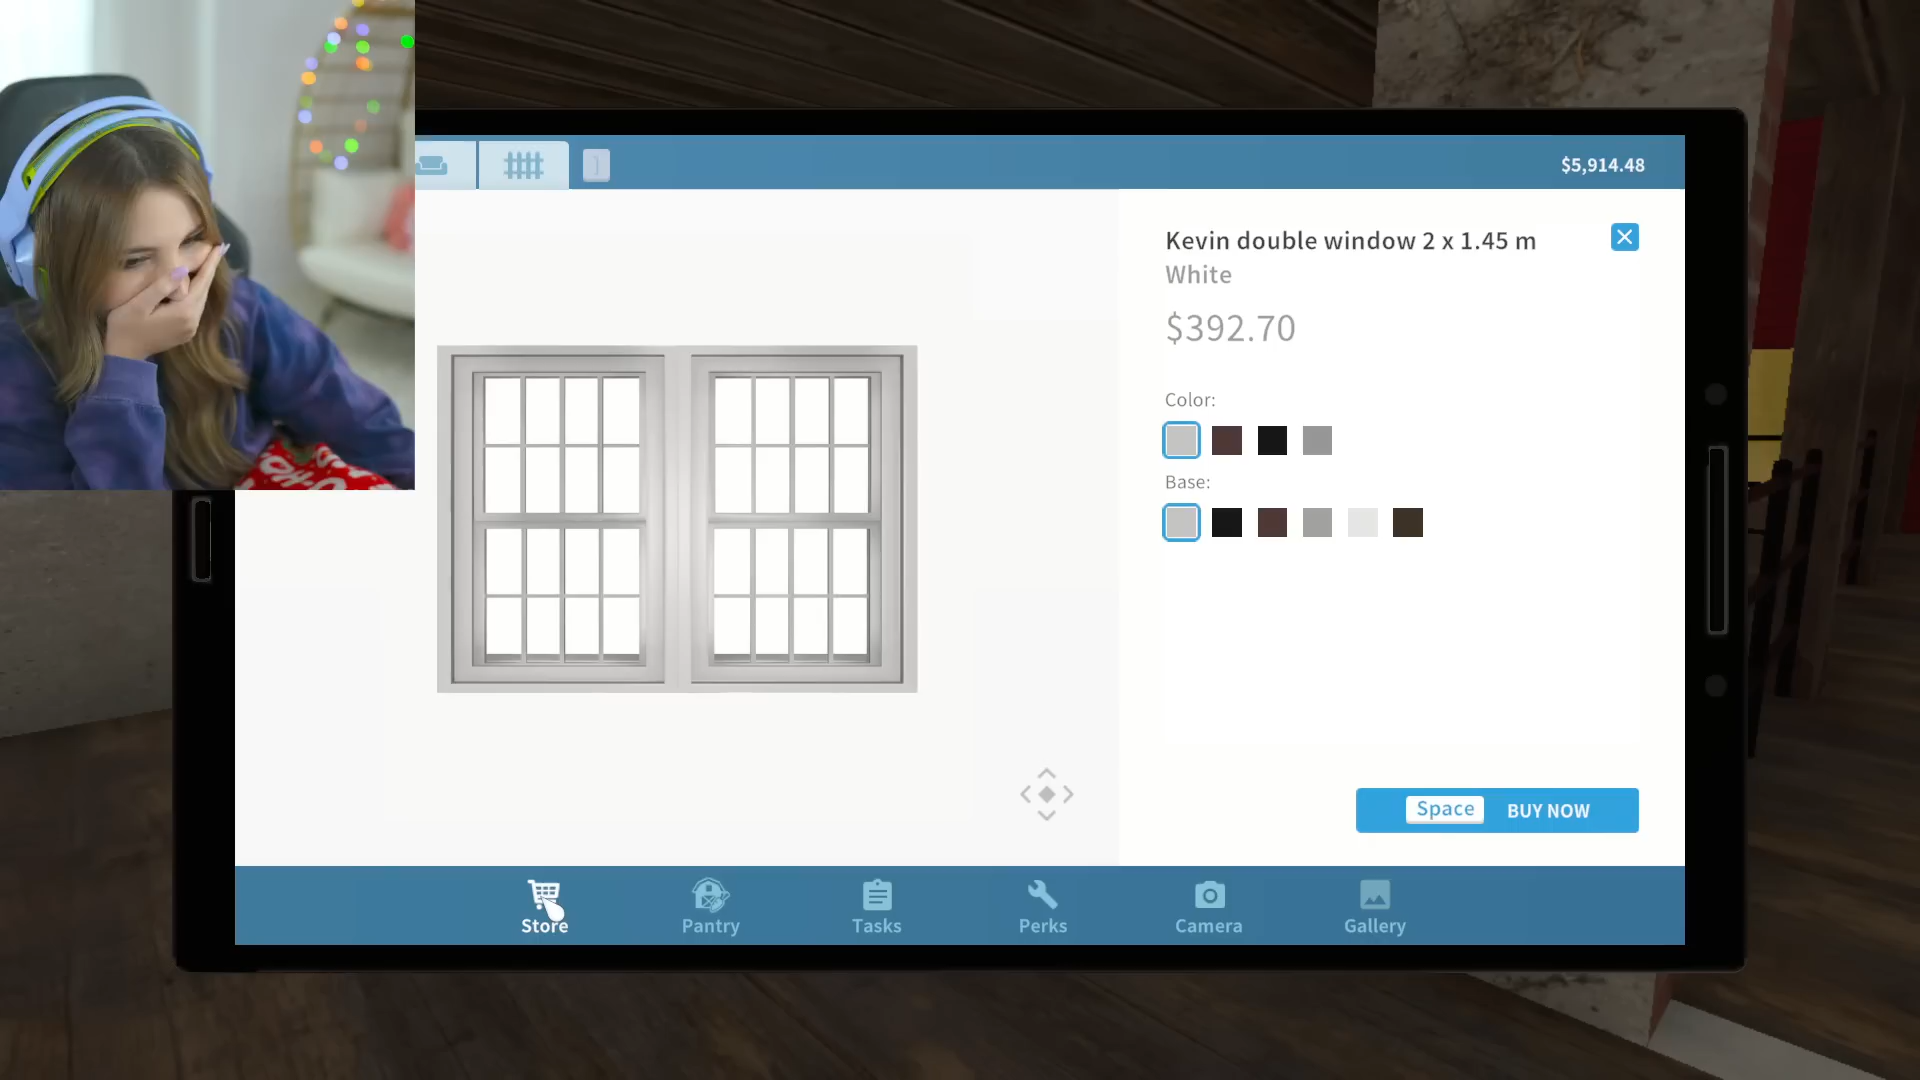 $5,914.48
Kevin double window 2 x 1.45 m
White
$392.70
Color:
Base:
Space BUY NOW
Store Pantry Tasks Perks Camera Gallery